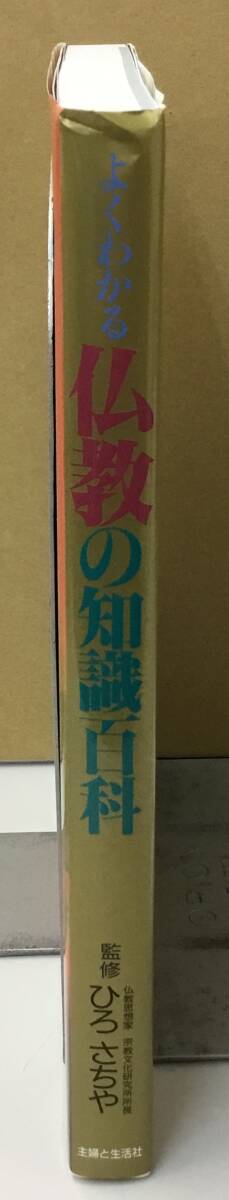 よくわかる
仏教の知識百科
監修
仏教思想家 宗教文化研究所所長
ひろ さちや
主婦と生活社